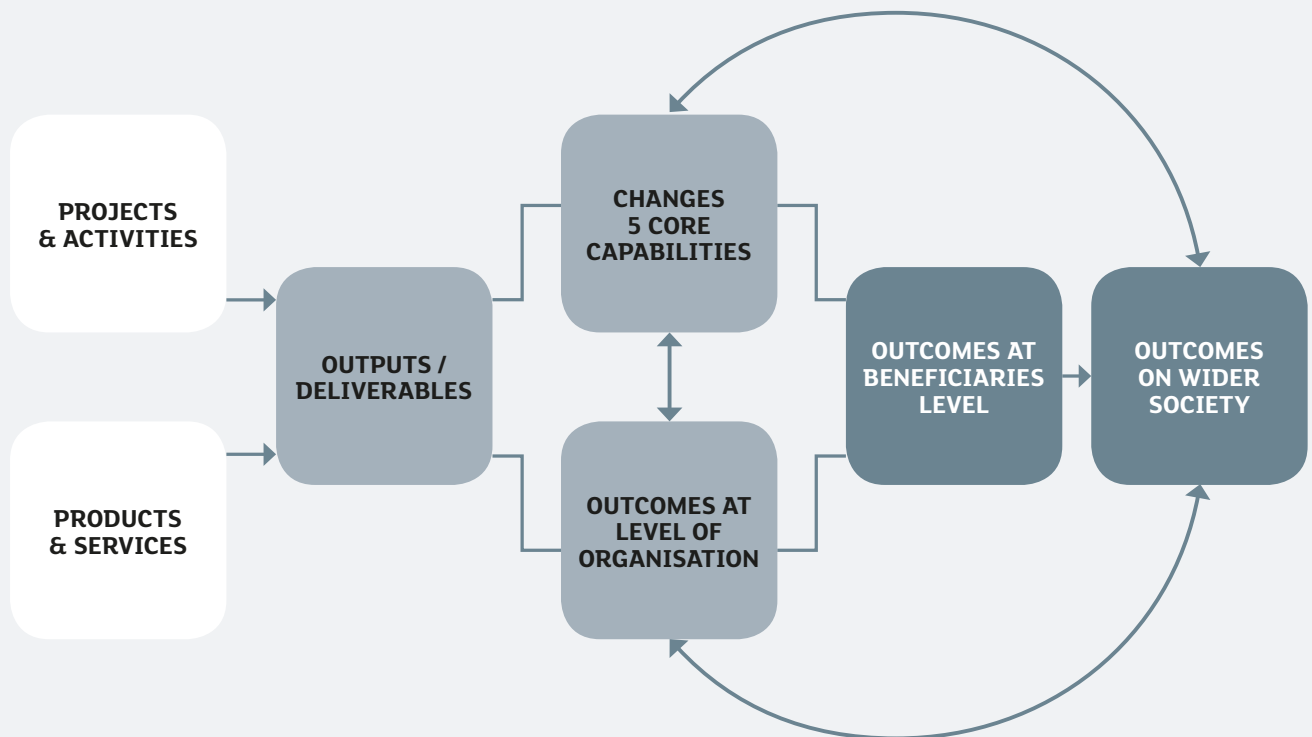 PROJECTS
& ACTIVITIES
PRODUCTS
& SERVICES
OUTPUTS /
DELIVERABLES
CHANGES
5 CORE
CAPABILITIES
OUTCOMES AT
LEVEL OF
ORGANISATION
OUTCOMES AT
BENEFICIARIES
LEVEL
OUTCOMES
ON WIDER
SOCIETY